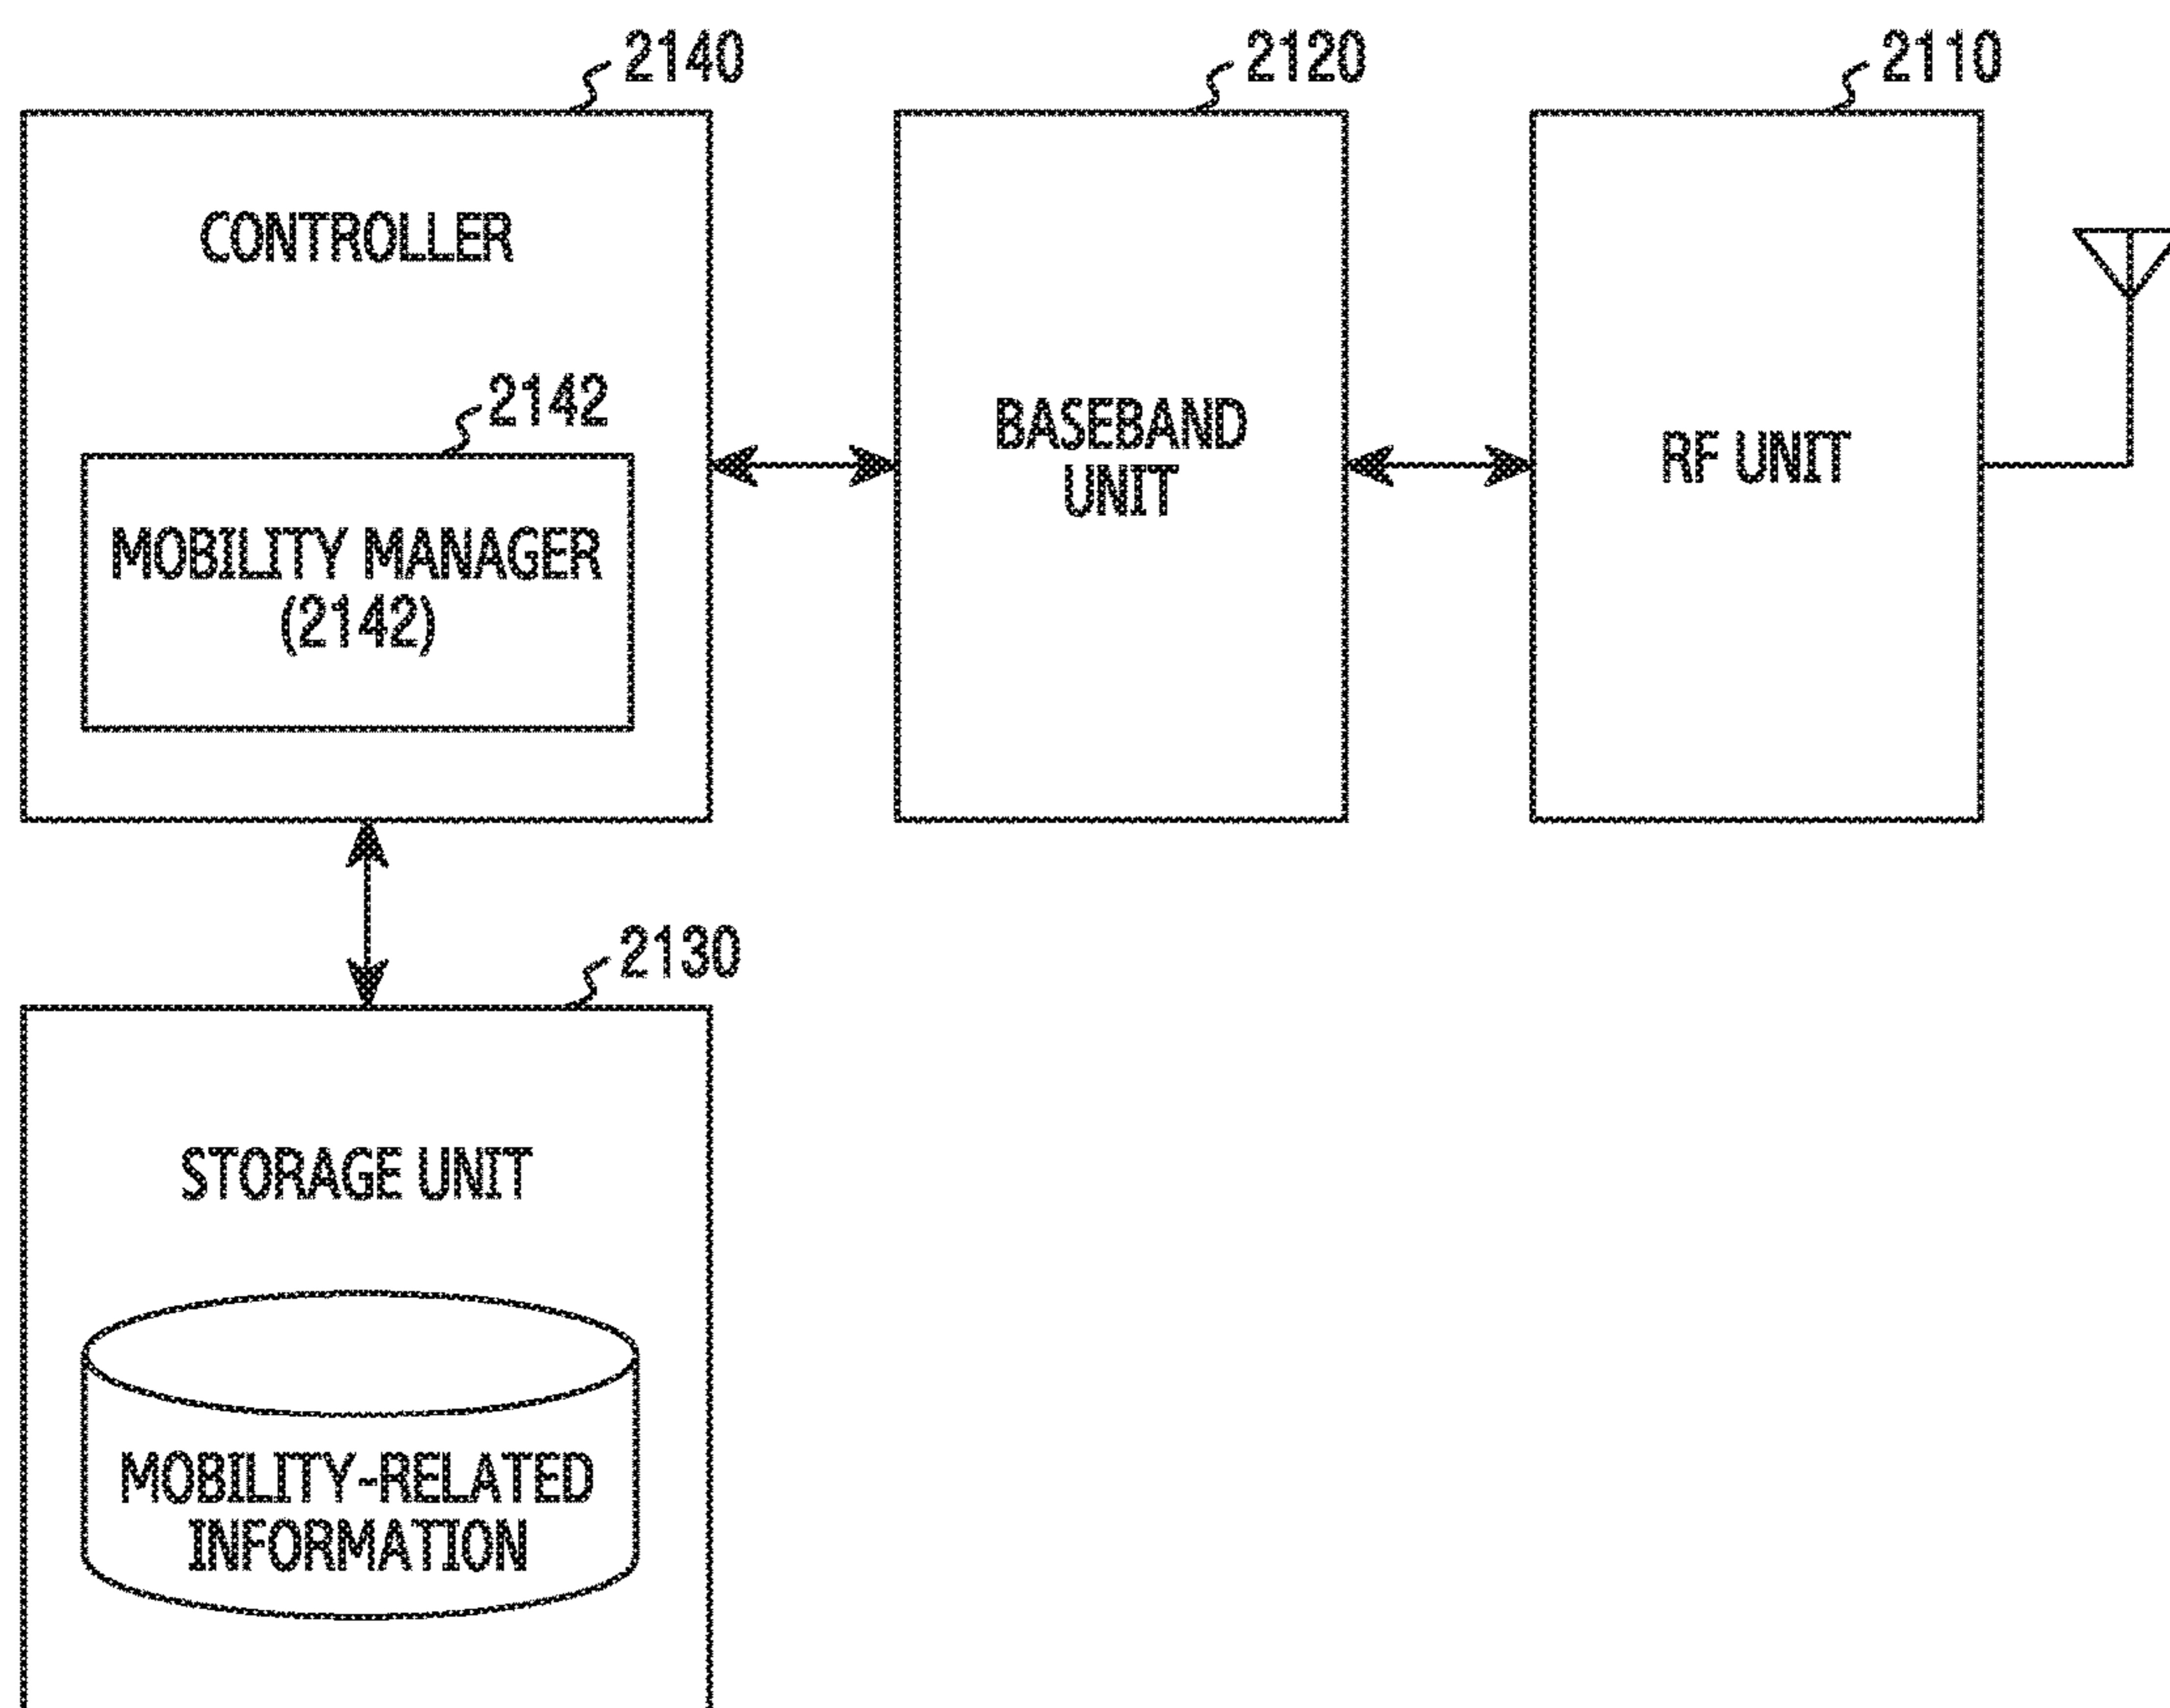 2140
2120
2110
CONTROLLER
2142
MOBILITY MANAGER
(2142)
BASEBAND
UNIT
RF UNIT
2130
STORAGE UNIT
MOBILITY-RELATED
INFORMATION